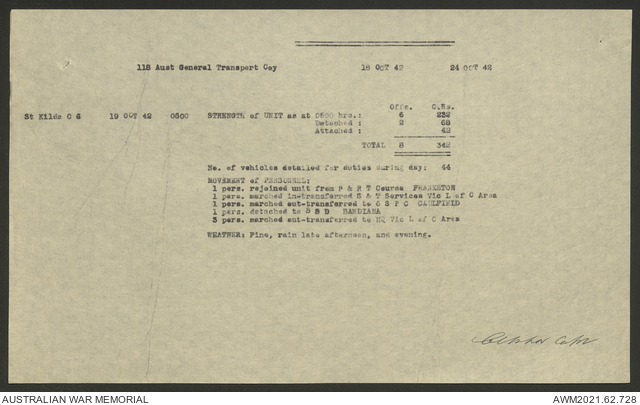 118 Aust General Transport Coy 18 OCT 42 24 OCT 42
Offs. O.Rs.
St Kilda C G 19 OCT 42 0600 STRENGTH of UNIT as at 0600 hrs.: 6 232
Detached : 2 68
Attached : 42
TOTAL 8 342
No. of vehicles detailed for duties during day: 44
MOVEMENT of PERSONNEL:
1 pers. rejoined unit from P & R T Course FRANKSTON
1 pers. marched in-transferred S & T Services Vic L of C Area
1 pers. marched out-transferred to G S P C CAULFIELD
1 pers. detached to B B D BANDIANA
3 pers. marched out-transferred to HQ Vic L of C Area
WEATHER: Fine, rain late afternoon, and evening.
AUSTRALIAN WAR MEMORIAL AWM2021.62.728